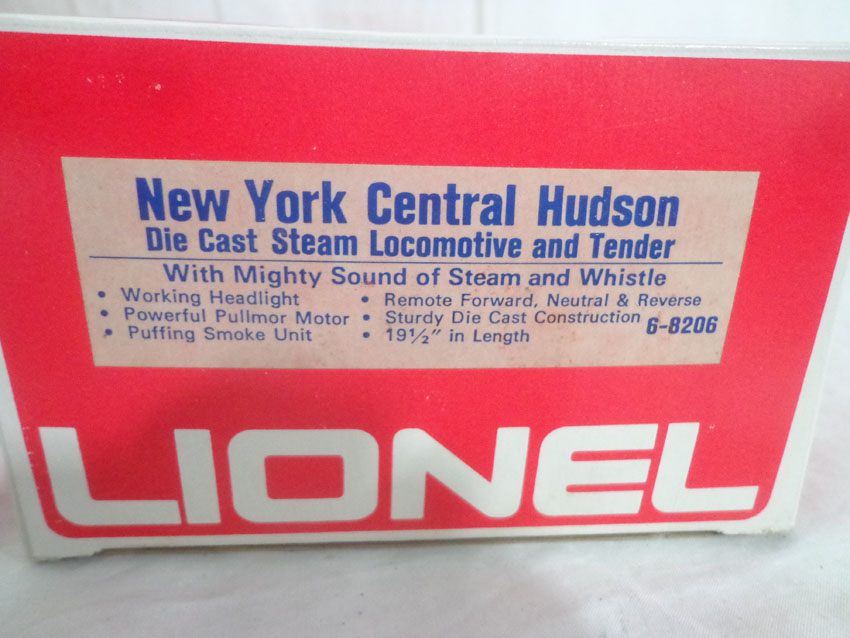 New York Central Hudson
Die Cast Steam Locomotive and Tender
With Mighty Sound of Steam and Whistle
• Working Headlight
• Powerful Pullmor Motor
• Puffing Smoke Unit
• Remote Forward, Neutral & Reverse
• Sturdy Die Cast Construction
• 19½" in Length
6-8206
LIONEL